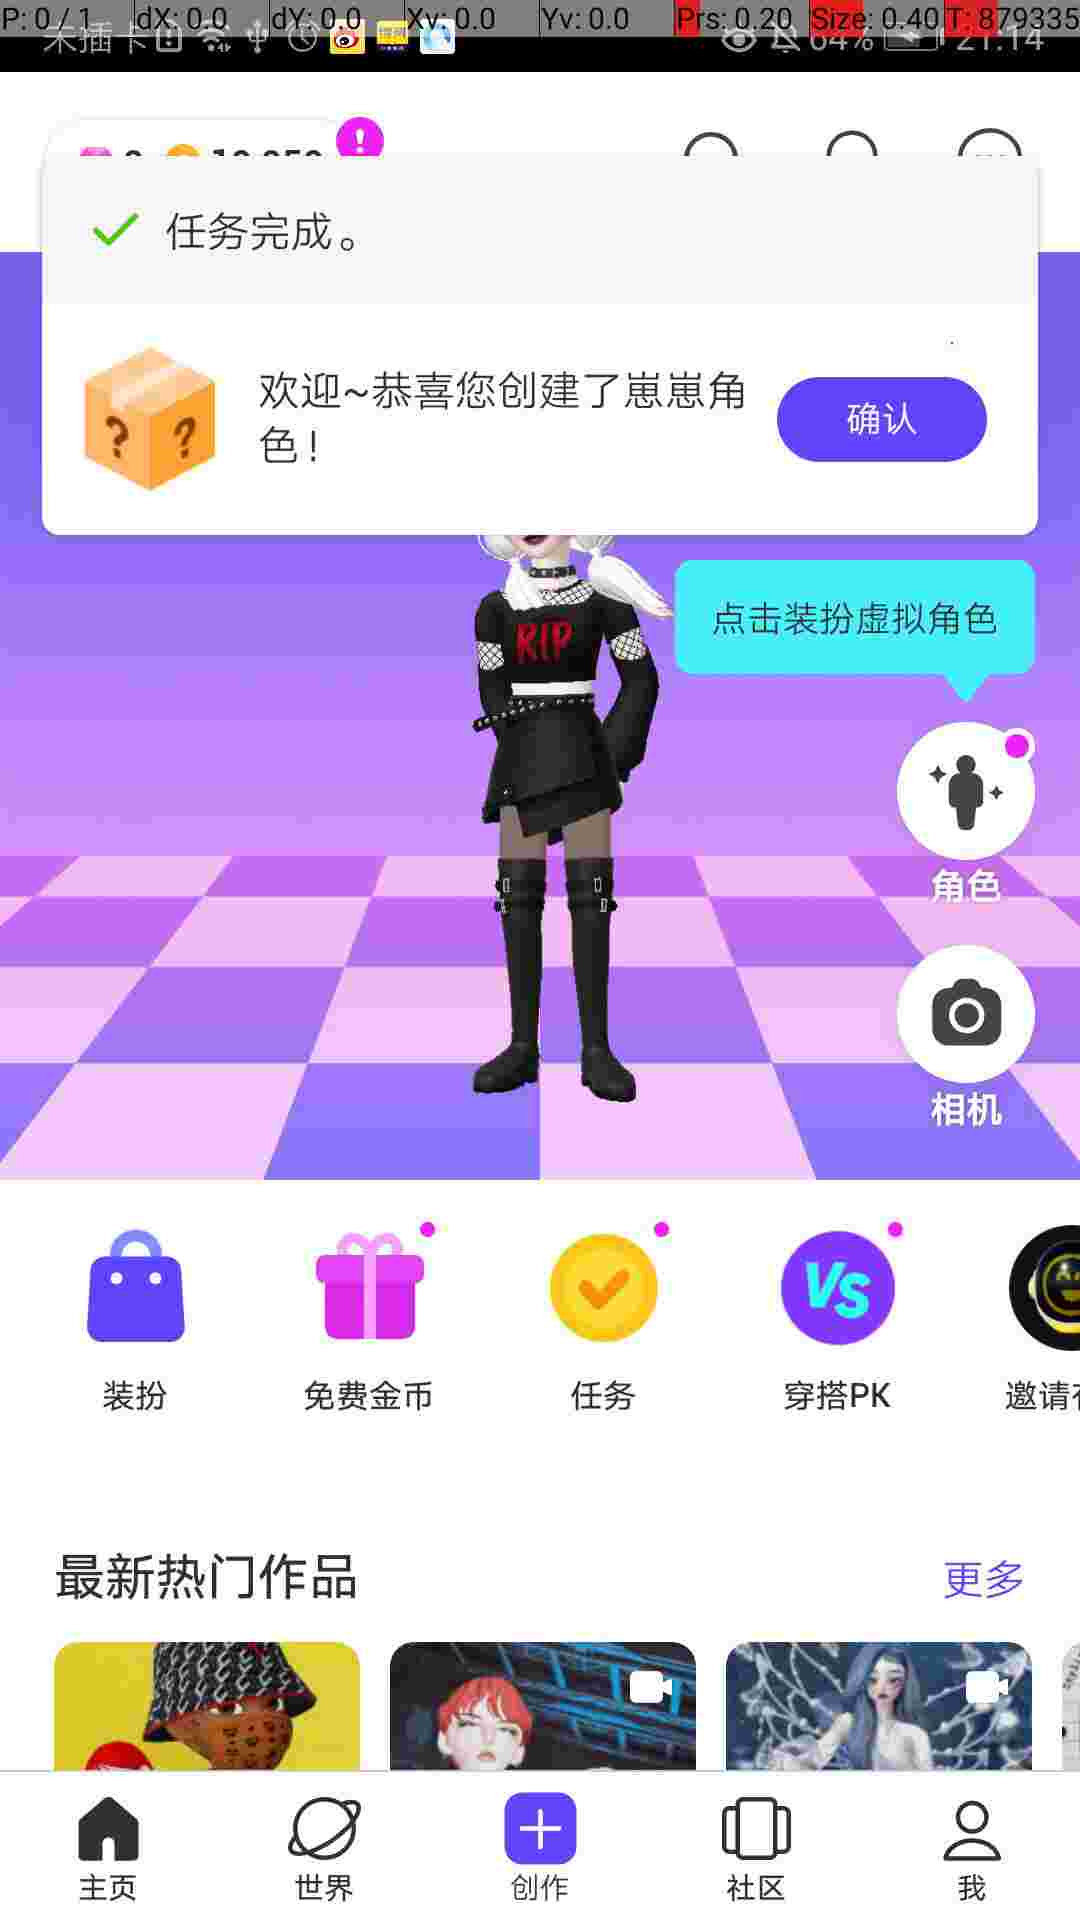 P: 0 / 1 dX: 0.0 dY: 0.0 Xv: 0.0 Yv: 0.0 Prs: 0.20 Size: 0.40 T: 879335
未插卡 64% 21:14
任务完成。
欢迎~恭喜您创建了崽崽角
色！
确认
RIP
点击装扮虚拟角色
角色
相机
VS
装扮 免费金币 任务 穿搭PK 邀请
最新热门作品 更多
主页 世界 创作 社区 我